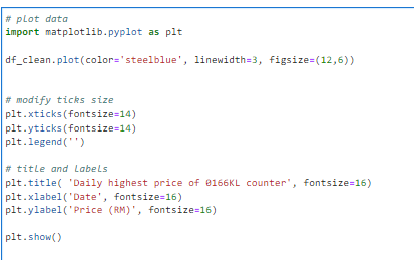 # plot data
import matplotlib.pyplot as plt
df_clean.plot(color='steelblue', linewidth=3, figsize=(12,6))
# modify ticks size
plt.xticks(fontsize=14)
plt.yticks(fontsize=14)
plt.legend('')
# title and labels
plt.title( 'Daily highest price of 0166KL counter', fontsize=16)
plt.xlabel('Date', fontsize=16)
plt.ylabel('Price (RM)', fontsize=16)
plt.show()